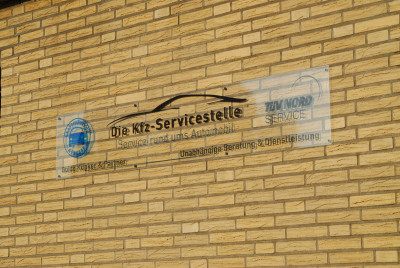 Die Kfz-Servicestelle
(Service) rund ums Automobil
TÜV NORD
SERVICE
Unabhängige Beratung & Dienstleistung